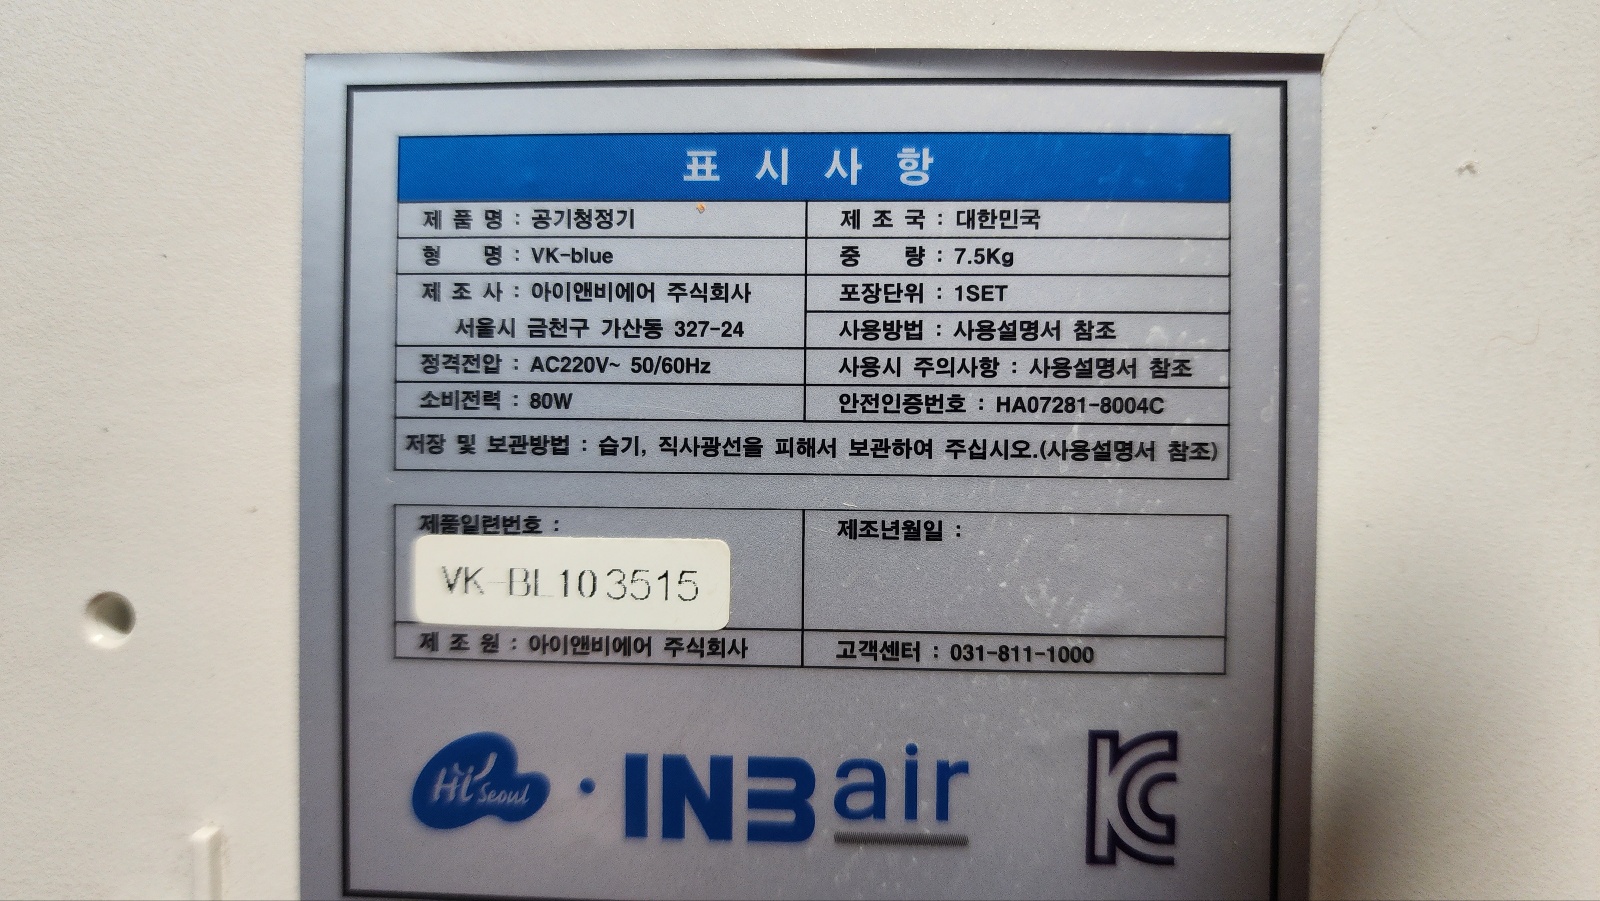 표시사항
제품명 : 공기청정기
제조국 : 대한민국
형명 : VK-blue
중량 : 7.5Kg
제조사 : 아이앤비에어 주식회사
서울시 금천구 가산동 327-24
포장단위 : 1SET
사용방법 : 사용설명서 참조
정격전압 : AC220V~ 50/60Hz
사용시 주의사항 : 사용설명서 참조
소비전력 : 80W
안전인증번호 : HA07281-8004C
저장 및 보관방법 : 습기, 직사광선을 피해서 보관하여 주십시오.(사용설명서 참조)
제품일련번호 :
VK-BL103515
제조년월일 :
제조원 : 아이앤비에어 주식회사
고객센터 : 031-811-1000
Hi Seoul · INB air
KC